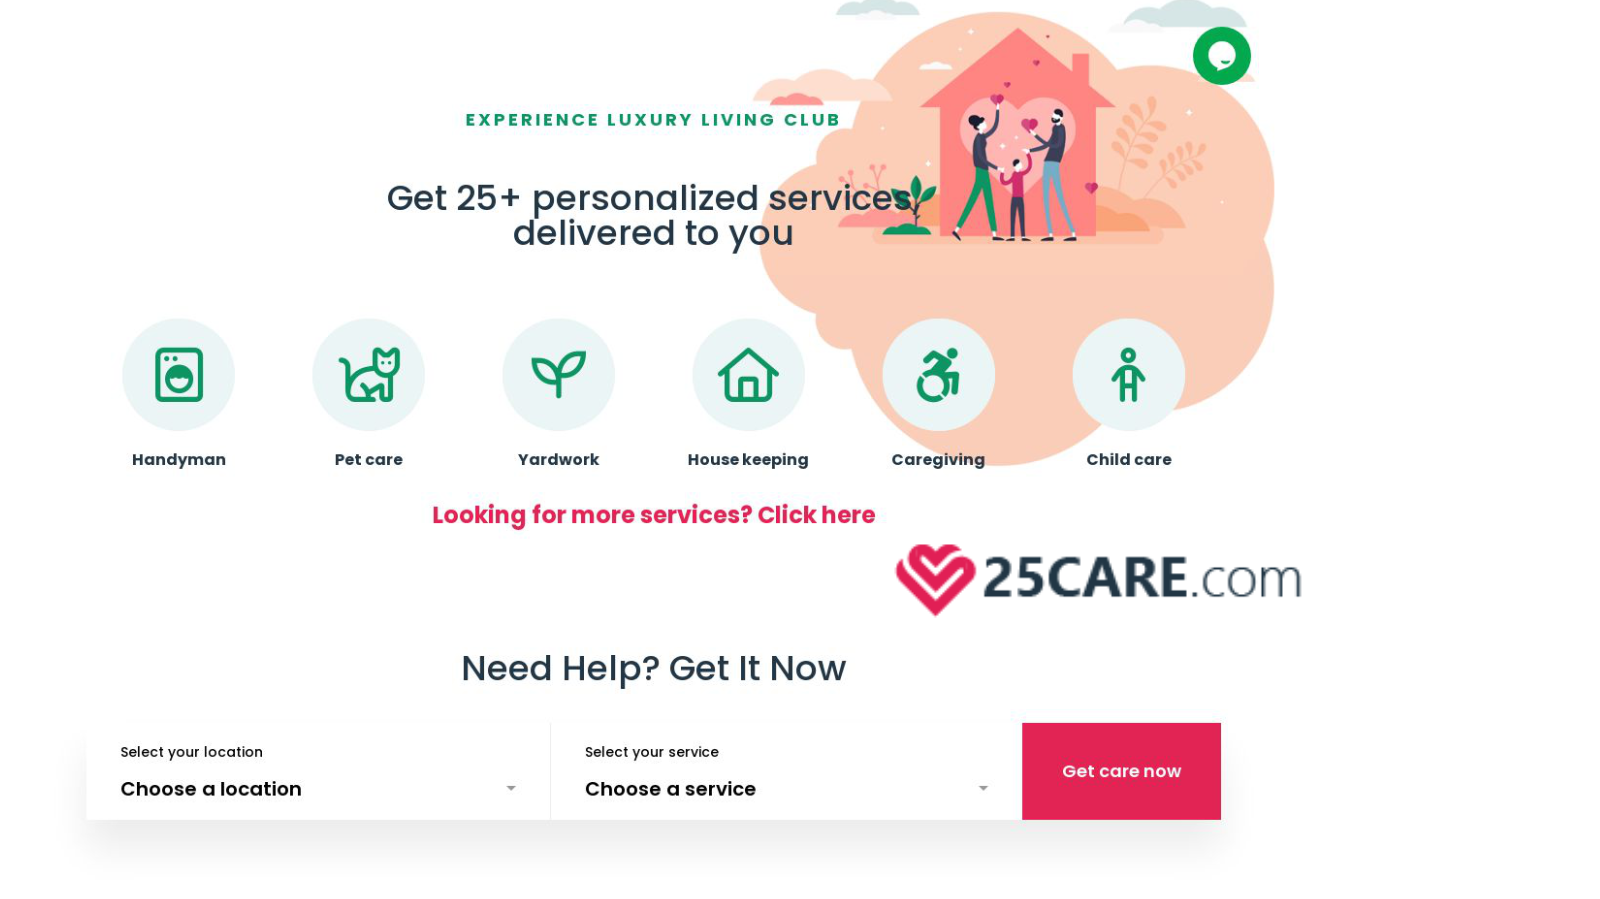 EXPERIENCE LUXURY LIVING CLUB
Get 25+ personalized services
delivered to you
Handyman
Pet care
Yardwork
House keeping
Caregiving
Child care
Looking for more services? Click here
25CARE.com
Need Help? Get It Now
Select your location
Choose a location
Select your service
Choose a service
Get care now